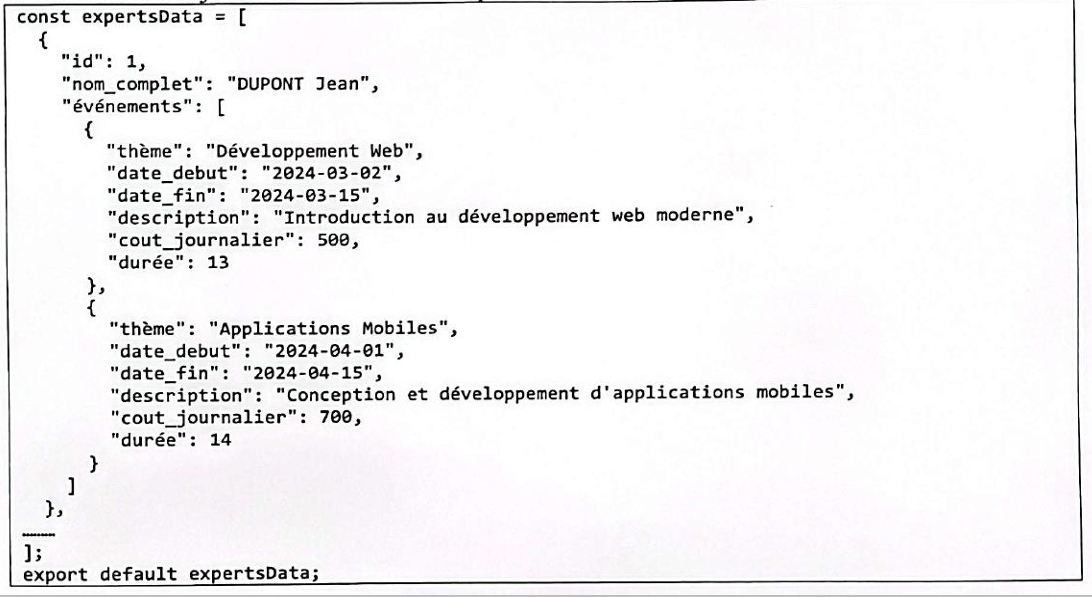 const expertsData = [
{
"id": 1,
"nom_complet": "DUPONT Jean",
"événements": [
{
"thème": "Développement Web",
"date_debut": "2024-03-02",
"date_fin": "2024-03-15",
"description": "Introduction au développement web moderne",
"cout_journalier": 500,
"durée": 13
},
{
"thème": "Applications Mobiles",
"date_debut": "2024-04-01",
"date_fin": "2024-04-15",
"description": "Conception et développement d'applications mobiles",
"cout_journalier": 700,
"durée": 14
}
]
},
........
];
export default expertsData;